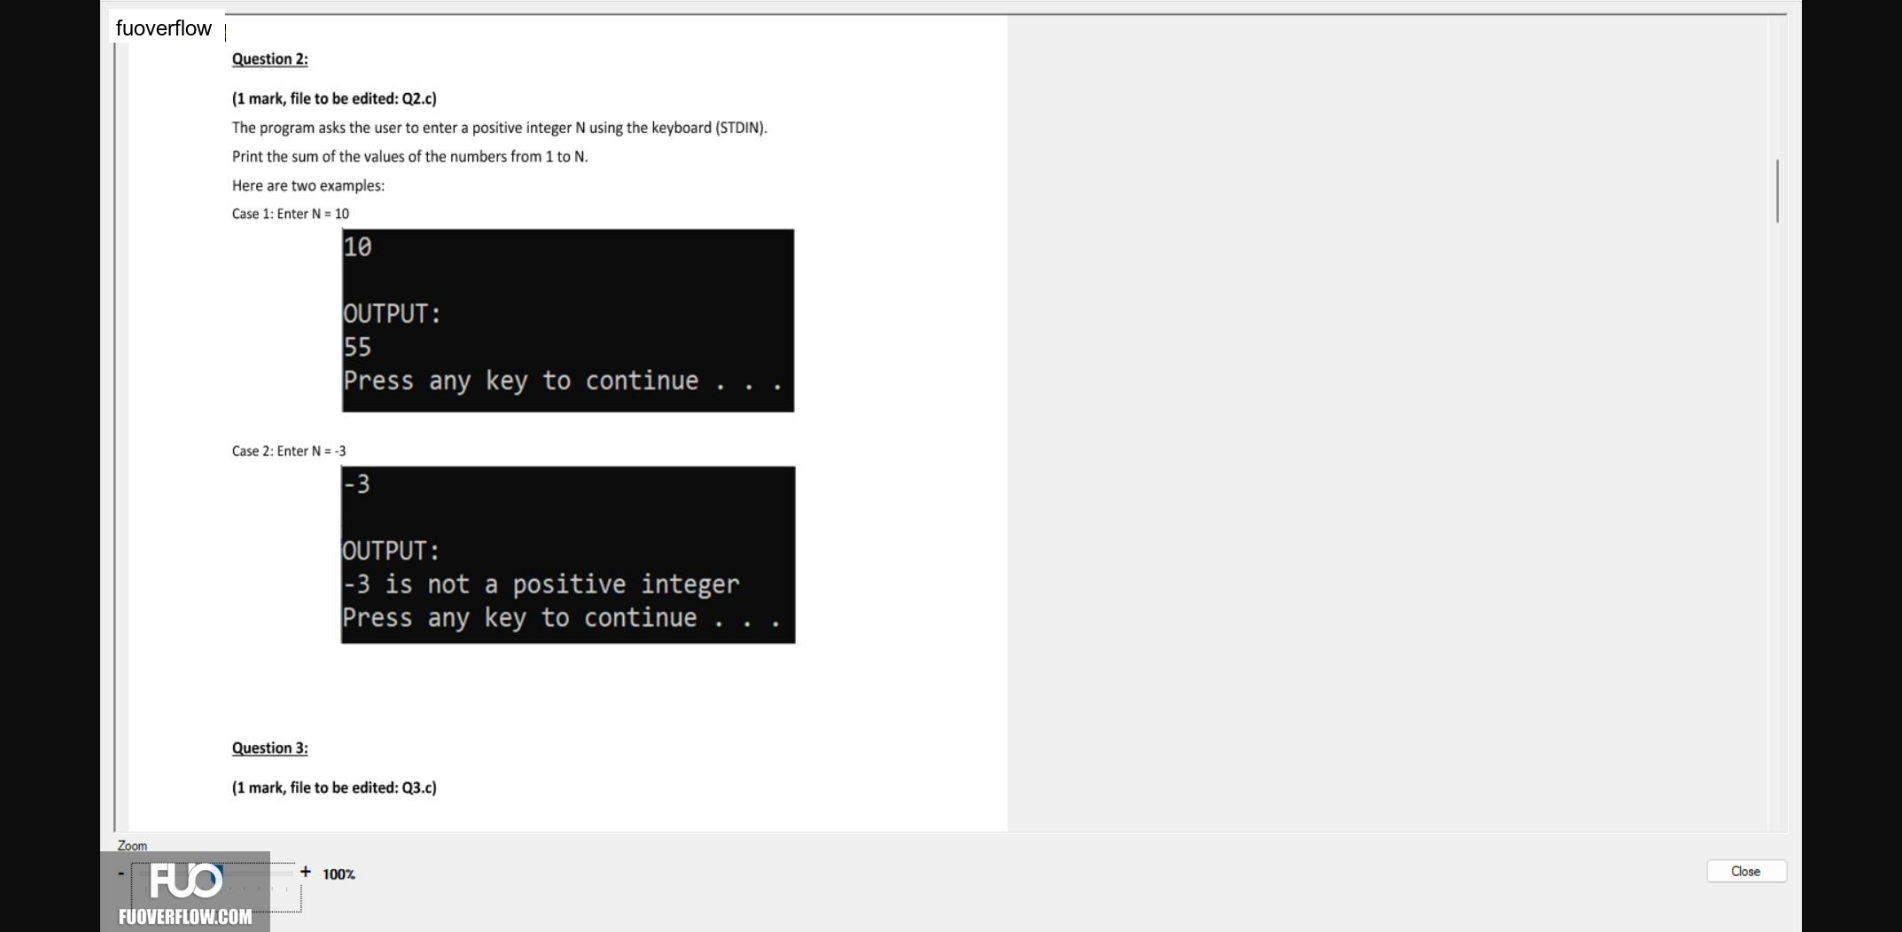 fuoverflow
Question 2:
(1 mark, file to be edited: Q2.c)
The program asks the user to enter a positive integer N using the keyboard (STDIN).
Print the sum of the values of the numbers from 1 to N.
Here are two examples:
Case 1: Enter N = 10
10
OUTPUT:
55
Press any key to continue . . .
Case 2: Enter N = -3
-3
OUTPUT:
-3 is not a positive integer
Press any key to continue . . .
Question 3:
(1 mark, file to be edited: Q3.c)
Zoom
- + 100%
Close
FUO
FUOVERFLOW.COM